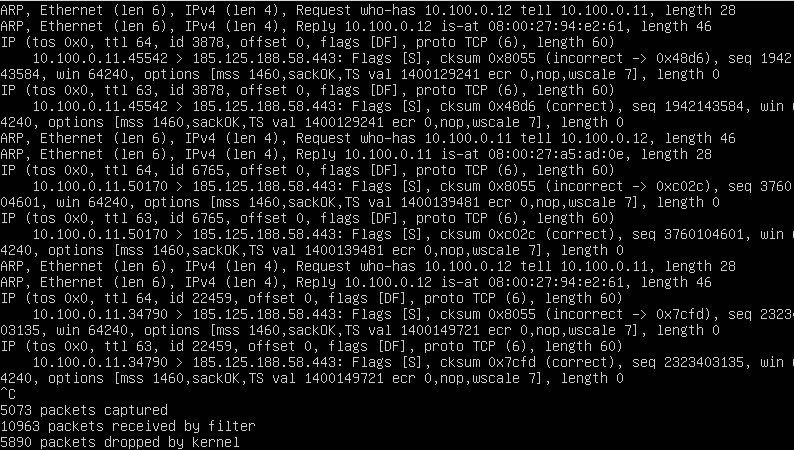 ARP, Ethernet (len 6), IPv4 (len 4), Request who-has 10.100.0.12 tell 10.100.0.11, length 28
ARP, Ethernet (len 6), IPv4 (len 4), Reply 10.100.0.12 is-at 08:00:27:94:e2:61, length 46
IP (tos 0x0, ttl 64, id 3878, offset 0, flags [DF], proto TCP (6), length 60)
    10.100.0.11.45542 > 185.125.188.58.443: Flags [S], cksum 0x8055 (incorrect -> 0x48d6), seq 1942
43584, win 64240, options [mss 1460,sackOK,TS val 1400129241 ecr 0,nop,wscale 7], length 0
IP (tos 0x0, ttl 63, id 3878, offset 0, flags [DF], proto TCP (6), length 60)
    10.100.0.11.45542 > 185.125.188.58.443: Flags [S], cksum 0x48d6 (correct), seq 1942143584, win
4240, options [mss 1460,sackOK,TS val 1400129241 ecr 0,nop,wscale 7], length 0
ARP, Ethernet (len 6), IPv4 (len 4), Request who-has 10.100.0.11 tell 10.100.0.12, length 46
ARP, Ethernet (len 6), IPv4 (len 4), Reply 10.100.0.11 is-at 08:00:27:a5:ad:0e, length 28
IP (tos 0x0, ttl 64, id 6765, offset 0, flags [DF], proto TCP (6), length 60)
    10.100.0.11.50170 > 185.125.188.58.443: Flags [S], cksum 0x8055 (incorrect -> 0xc02c), seq 3760
04601, win 64240, options [mss 1460,sackOK,TS val 1400139481 ecr 0,nop,wscale 7], length 0
IP (tos 0x0, ttl 63, id 6765, offset 0, flags [DF], proto TCP (6), length 60)
    10.100.0.11.50170 > 185.125.188.58.443: Flags [S], cksum 0xc02c (correct), seq 3760104601, win
4240, options [mss 1460,sackOK,TS val 1400139481 ecr 0,nop,wscale 7], length 0
ARP, Ethernet (len 6), IPv4 (len 4), Request who-has 10.100.0.12 tell 10.100.0.11, length 28
ARP, Ethernet (len 6), IPv4 (len 4), Reply 10.100.0.12 is-at 08:00:27:94:e2:61, length 46
IP (tos 0x0, ttl 64, id 22459, offset 0, flags [DF], proto TCP (6), length 60)
    10.100.0.11.34790 > 185.125.188.58.443: Flags [S], cksum 0x8055 (incorrect -> 0x7cfd), seq 2323
03135, win 64240, options [mss 1460,sackOK,TS val 1400149721 ecr 0,nop,wscale 7], length 0
IP (tos 0x0, ttl 63, id 22459, offset 0, flags [DF], proto TCP (6), length 60)
    10.100.0.11.34790 > 185.125.188.58.443: Flags [S], cksum 0x7cfd (correct), seq 2323403135, win
4240, options [mss 1460,sackOK,TS val 1400149721 ecr 0,nop,wscale 7], length 0
^C
5073 packets captured
10963 packets received by filter
5890 packets dropped by kernel